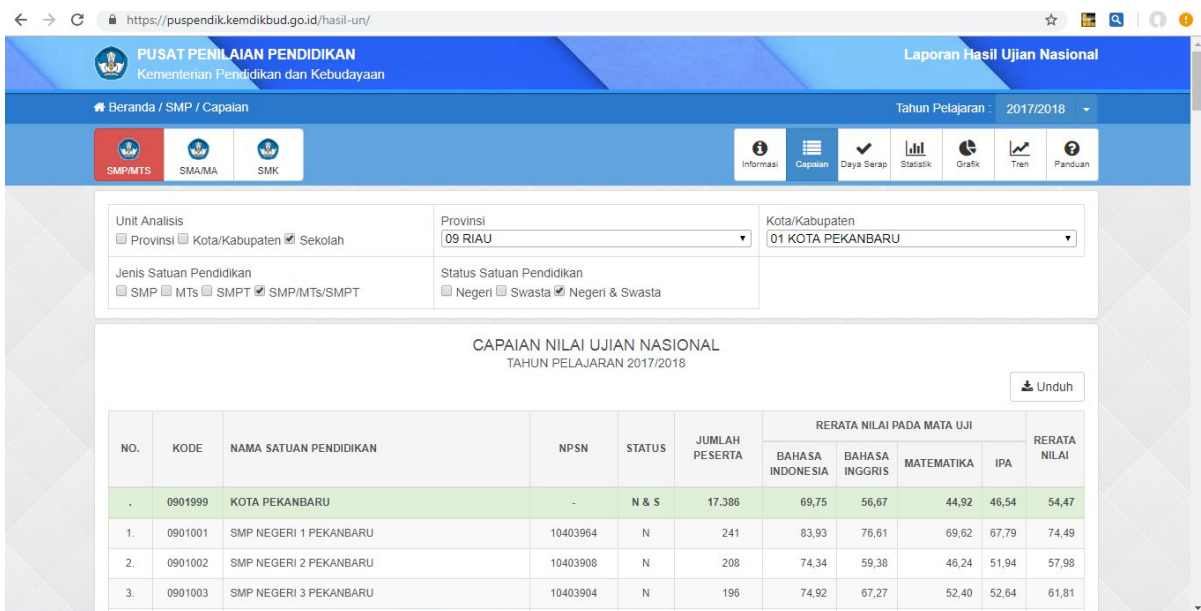 https://puspendik.kemdikbud.go.id/hasil-un/
PUSAT PENILAIAN PENDIDIKAN
Kementerian Pendidikan dan Kebudayaan
Laporan Hasil Ujian Nasional
Beranda / SMP / Capaian
Tahun Pelajaran : 2017/2018
SMP/MTS SMA/MA SMK
Informasi Capaian Daya Serap Statistik Grafik Tren Panduan
Unit Analisis
Provinsi Kota/Kabupaten Sekolah
Provinsi
09 RIAU
Kota/Kabupaten
01 KOTA PEKANBARU
Jenis Satuan Pendidikan
SMP MTs SMPT SMP/MTs/SMPT
Status Satuan Pendidikan
Negeri Swasta Negeri & Swasta
CAPAIAN NILAI UJIAN NASIONAL
TAHUN PELAJARAN 2017/2018
Unduh
NO. KODE NAMA SATUAN PENDIDIKAN NPSN STATUS JUMLAH PESERTA RERATA NILAI PADA MATA UJI RERATA NILAI
BAHASA INDONESIA BAHASA INGGRIS MATEMATIKA IPA
. 0901999 KOTA PEKANBARU - N & S 17.386 69,75 56,67 44,92 46,54 54,47
1. 0901001 SMP NEGERI 1 PEKANBARU 10403964 N 241 83,93 76,61 69,62 67,79 74,49
2. 0901002 SMP NEGERI 2 PEKANBARU 10403908 N 208 74,34 59,38 46,24 51,94 57,98
3. 0901003 SMP NEGERI 3 PEKANBARU 10403904 N 196 74,92 67,27 52,40 52,64 61,81